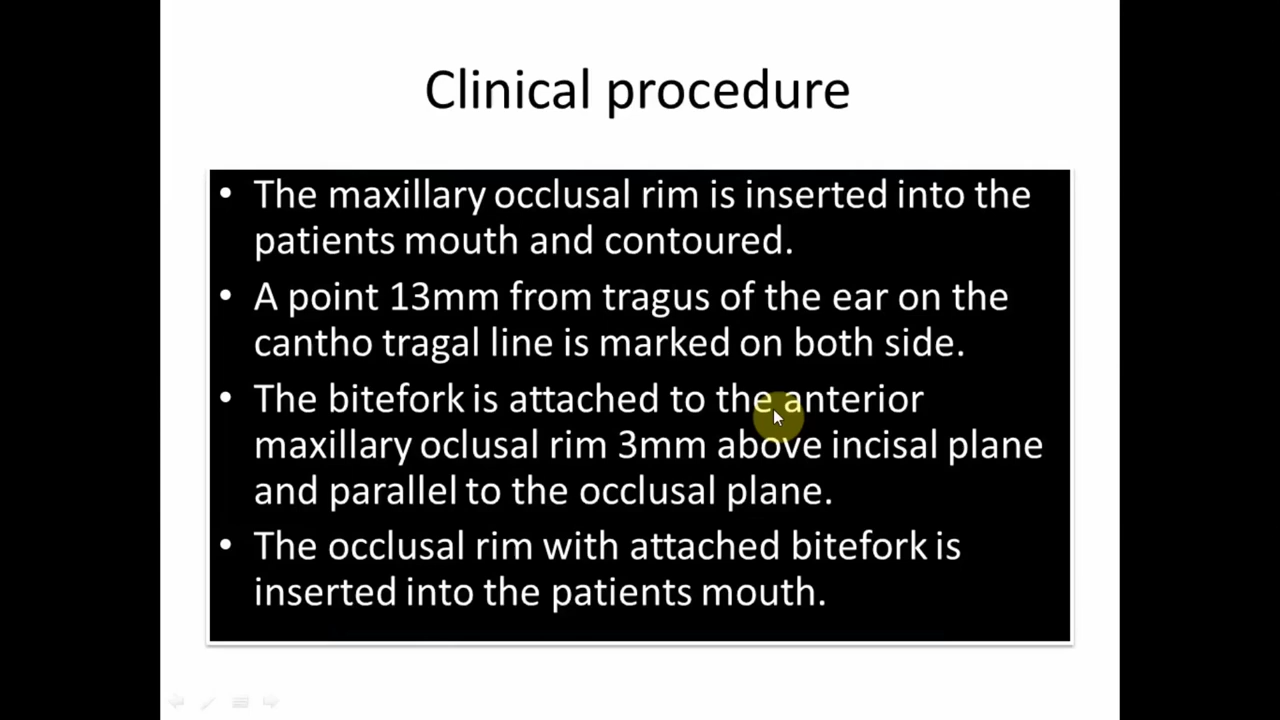 Clinical procedure
• The maxillary occlusal rim is inserted into the
patients mouth and contoured.
• A point 13mm from tragus of the ear on the
cantho tragal line is marked on both side.
• The bitefork is attached to the anterior
maxillary oclusal rim 3mm above incisal plane
and parallel to the occlusal plane.
• The occlusal rim with attached bitefork is
inserted into the patients mouth.